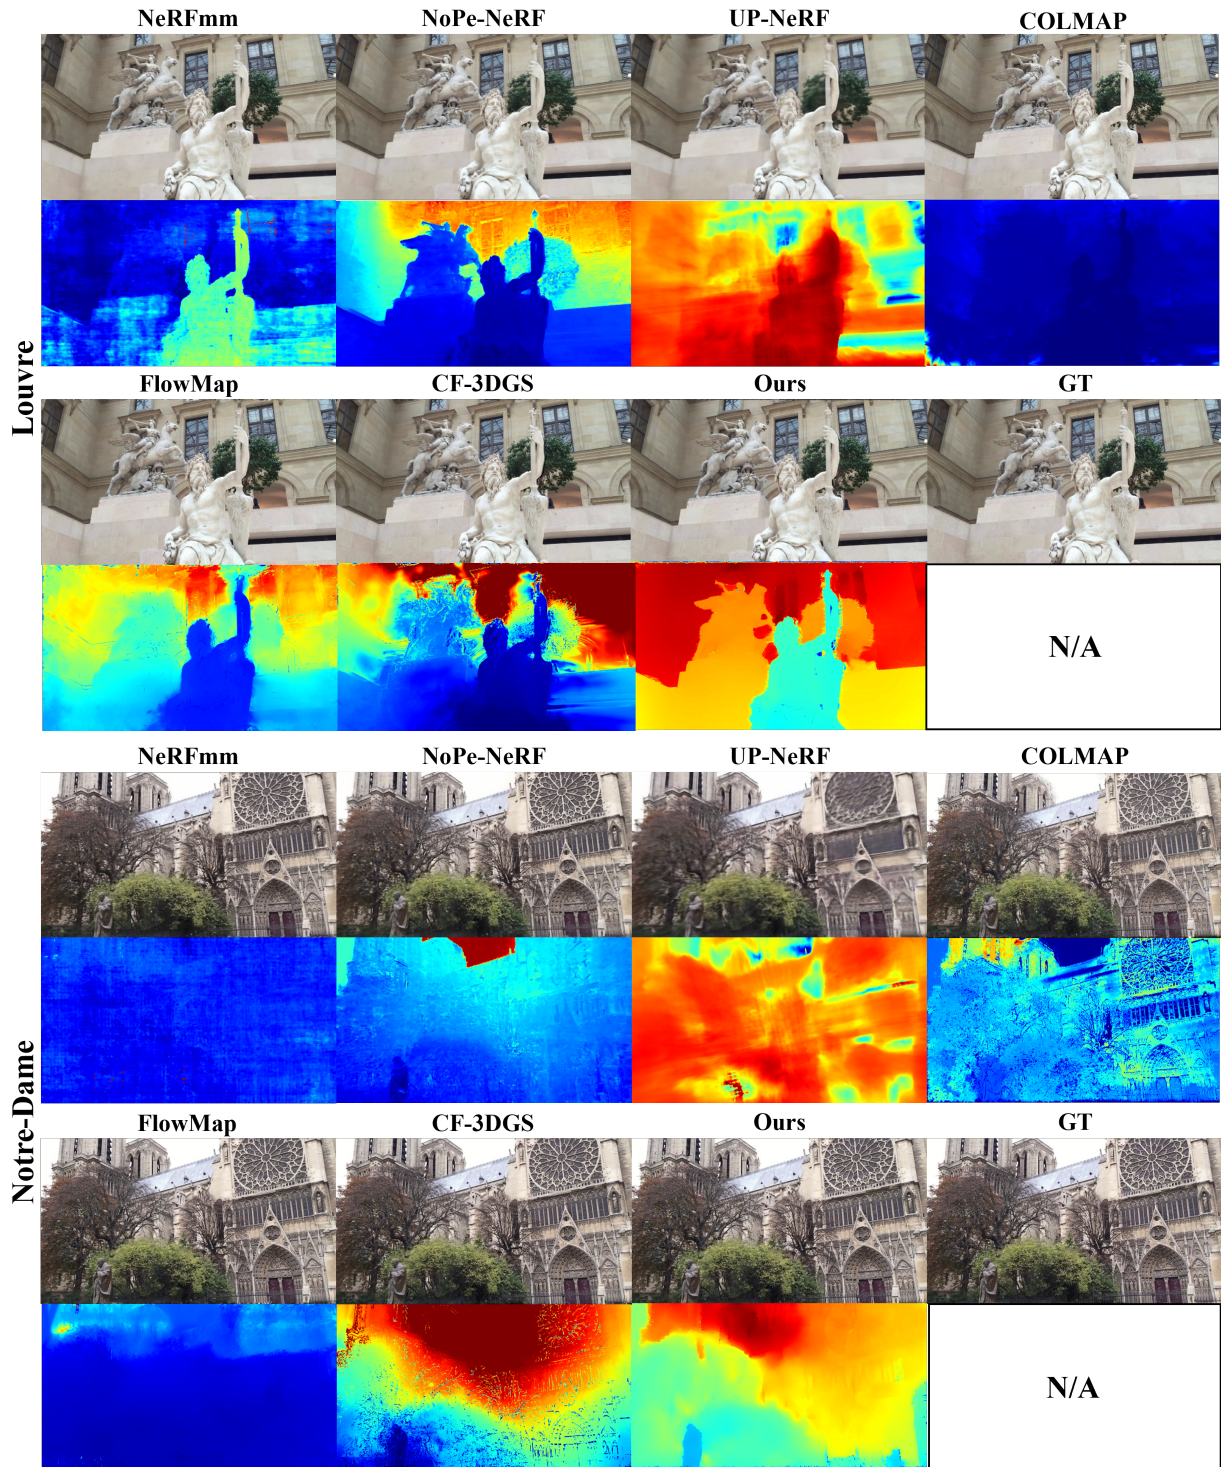 NeRFmm NoPe-NeRF UP-NeRF COLMAP
Louvre
FlowMap CF-3DGS Ours GT
N/A
NeRFmm NoPe-NeRF UP-NeRF COLMAP
Notre-Dame
FlowMap CF-3DGS Ours GT
N/A